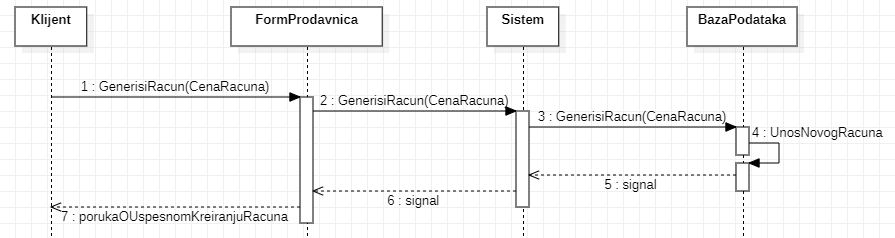 Klijent
FormProdavnica
Sistem
BazaPodataka
1 : GenerisiRacun(CenaRacuna)
2 : GenerisiRacun(CenaRacuna)
3 : GenerisiRacun(CenaRacuna)
4 : UnosNovogRacuna
5 : signal
6 : signal
7 : porukaOUspesnomKreiranjuRacuna